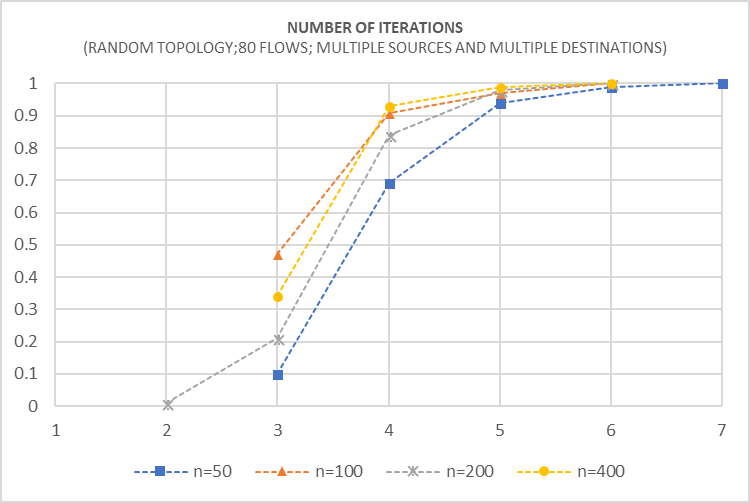 NUMBER OF ITERATIONS
(RANDOM TOPOLOGY;80 FLOWS; MULTIPLE SOURCES AND MULTIPLE DESTINATIONS)
1
0.9
0.8
0.7
0.6
0.5
0.4
0.3
0.2
0.1
0
1 2 3 4 5 6 7
n=50 n=100 n=200 n=400